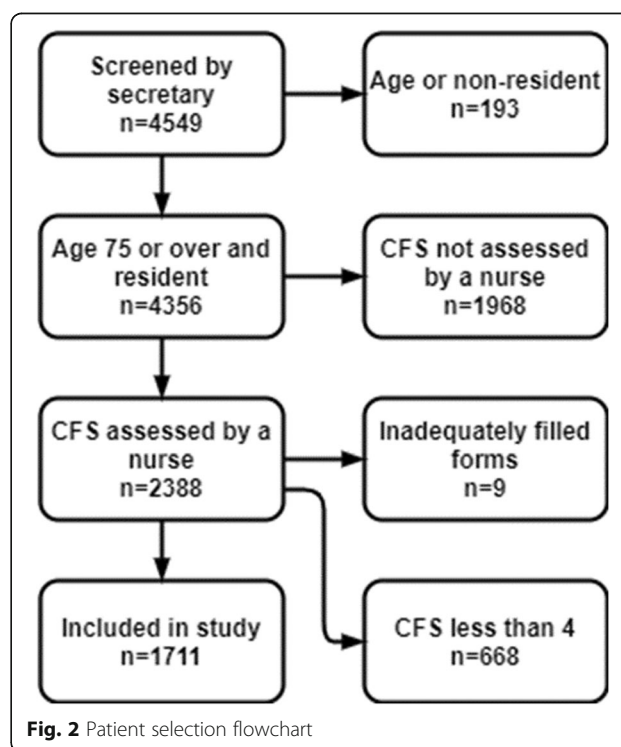 Screened by
secretary
n=4549
Age or non-resident
n=193
Age 75 or over and
resident
n=4356
CFS not assessed
by a nurse
n=1968
CFS assessed by a
nurse
n=2388
Inadequately filled
forms
n=9
Included in study
n=1711
CFS less than 4
n=668
Fig. 2 Patient selection flowchart